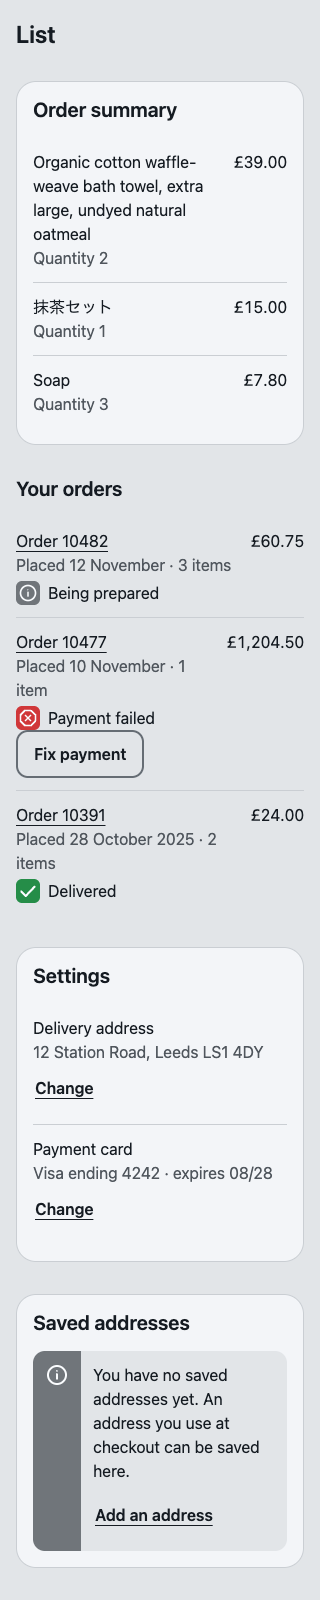 List
Order summary
Organic cotton waffle-
weave bath towel, extra
large, undyed natural
oatmeal
£39.00
Quantity 2
抹茶セット
£15.00
Quantity 1
Soap
£7.80
Quantity 3
Your orders
Order 10482
£60.75
Placed 12 November · 3 items
Being prepared
Order 10477
£1,204.50
Placed 10 November · 1
item
Payment failed
Fix payment
Order 10391
£24.00
Placed 28 October 2025 · 2
items
Delivered
Settings
Delivery address
12 Station Road, Leeds LS1 4DY
Change
Payment card
Visa ending 4242 · expires 08/28
Change
Saved addresses
You have no saved
addresses yet. An
address you use at
checkout can be saved
here.
Add an address